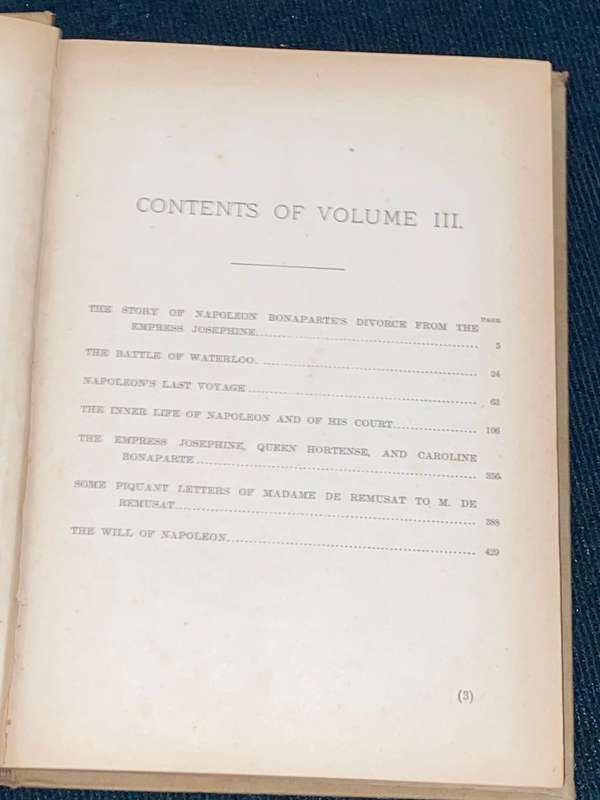 CONTENTS OF VOLUME III.
PAGE
THE STORY OF NAPOLEON BONAPARTE'S DIVORCE FROM THE
EMPRESS JOSEPHINE 5
THE BATTLE OF WATERLOO 24
NAPOLEON'S LAST VOYAGE 63
THE INNER LIFE OF NAPOLEON AND OF HIS COURT 106
THE EMPRESS JOSEPHINE, QUEEN HORTENSE, AND CAROLINE
BONAPARTE 356
SOME PIQUANT LETTERS OF MADAME DE REMUSAT TO M. DE
REMUSAT 388
THE WILL OF NAPOLEON 429
(3)